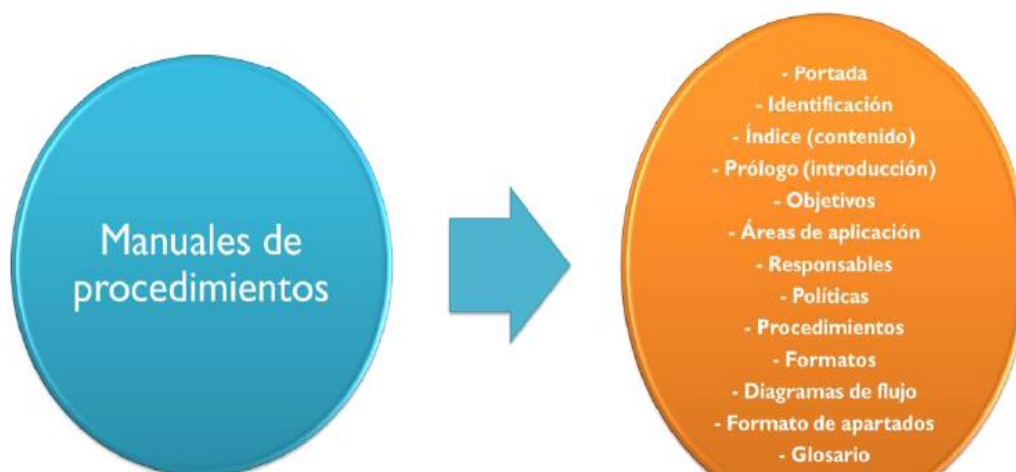 Manuales de
procedimientos
- Portada
- Identificación
- Índice (contenido)
- Prólogo (introducción)
- Objetivos
- Áreas de aplicación
- Responsables
- Políticas
- Procedimientos
- Formatos
- Diagramas de flujo
- Formato de apartados
- Glosario